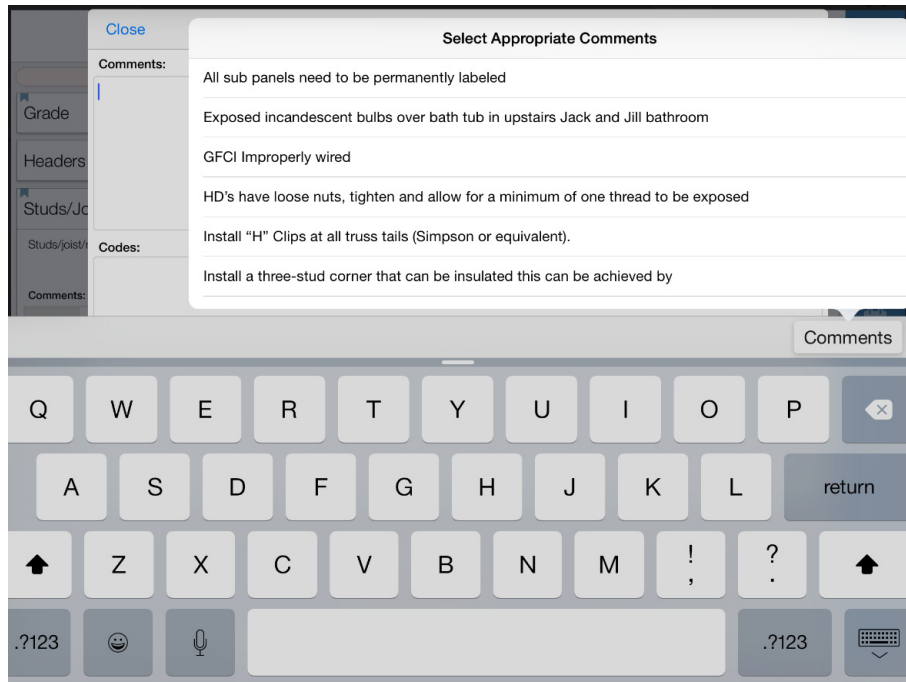 Close
Select Appropriate Comments
Comments:
All sub panels need to be permanently labeled
Exposed incandescent bulbs over bath tub in upstairs Jack and Jill bathroom
Grade
GFCI Improperly wired
Headers
HD's have loose nuts, tighten and allow for a minimum of one thread to be exposed
Studs/Jo
Install “H” Clips at all truss tails (Simpson or equivalent).
Studs/joist/r
Codes:
Install a three-stud corner that can be insulated this can be achieved by
Comments:
Comments
Q W E R T Y U I O P
A S D F G H J K L return
Z X C V B N M ! , ? .
.?123 .?123